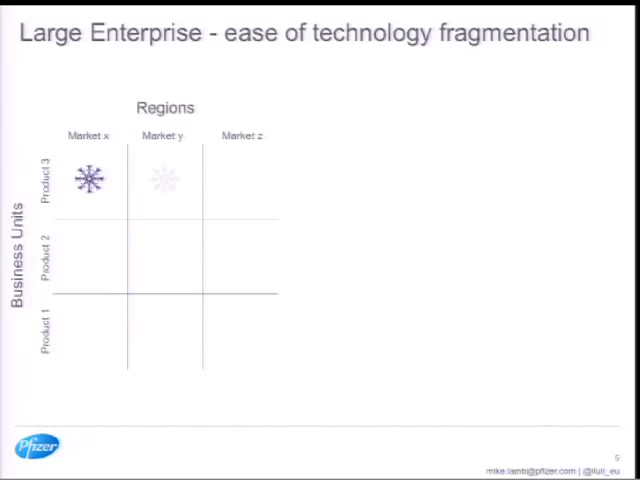 Large Enterprise - ease of technology fragmentation
Regions
Market x Market y Market z
Business Units
Product 3
Product 2
Product 1
Pfizer
5
mike.lamb@pfizer.com |